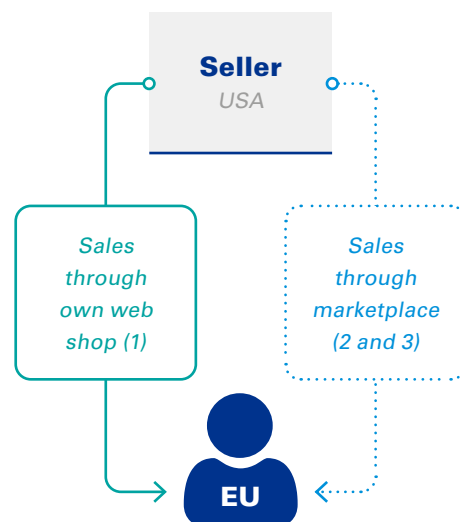 Seller
USA
Sales
through
own web
shop (1)
Sales
through
marketplace
(2 and 3)
EU